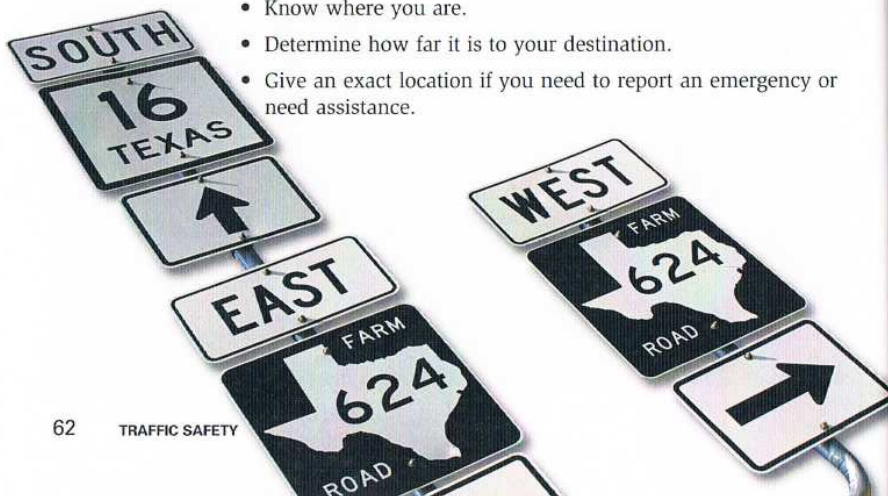 • Know where you are.
• Determine how far it is to your destination.
• Give an exact location if you need to report an emergency or
need assistance.
SOUTH
16
TEXAS
EAST
FARM
624
ROAD
WEST
FARM
624
ROAD
62 TRAFFIC SAFETY